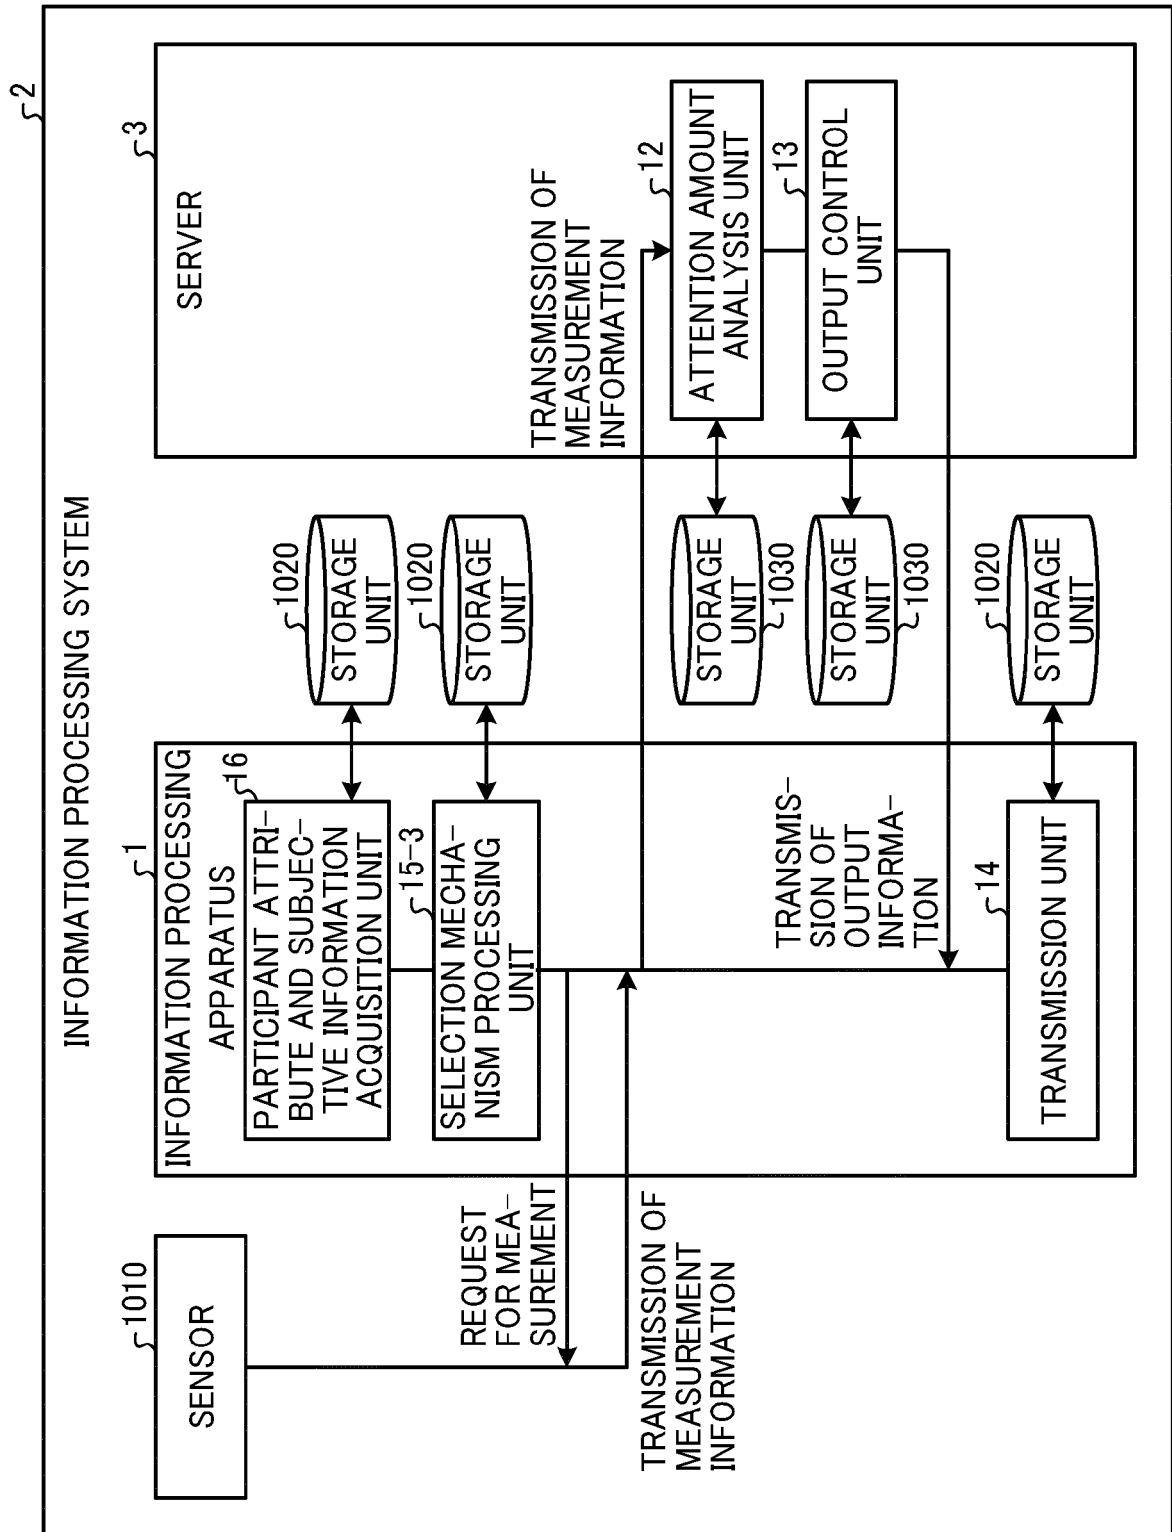 INFORMATION PROCESSING SYSTEM
2
1010
SENSOR
REQUEST
FOR MEA-
SUREMENT
TRANSMISSION OF
MEASUREMENT
INFORMATION
1
INFORMATION PROCESSING
APPARATUS
16
PARTICIPANT ATTRI-
BUTE AND SUBJEC-
TIVE INFORMATION
ACQUISITION UNIT
15-3
SELECTION MECHA-
NISM PROCESSING
UNIT
TRANSMIS-
SION OF
OUTPUT
INFORMA-
TION
14
TRANSMISSION UNIT
1020
STORAGE
UNIT
1020
STORAGE
UNIT
STORAGE
UNIT
1030
STORAGE
UNIT
1030
1020
STORAGE
UNIT
3
SERVER
TRANSMISSION OF
MEASUREMENT
INFORMATION
12
ATTENTION AMOUNT
ANALYSIS UNIT
13
OUTPUT CONTROL
UNIT